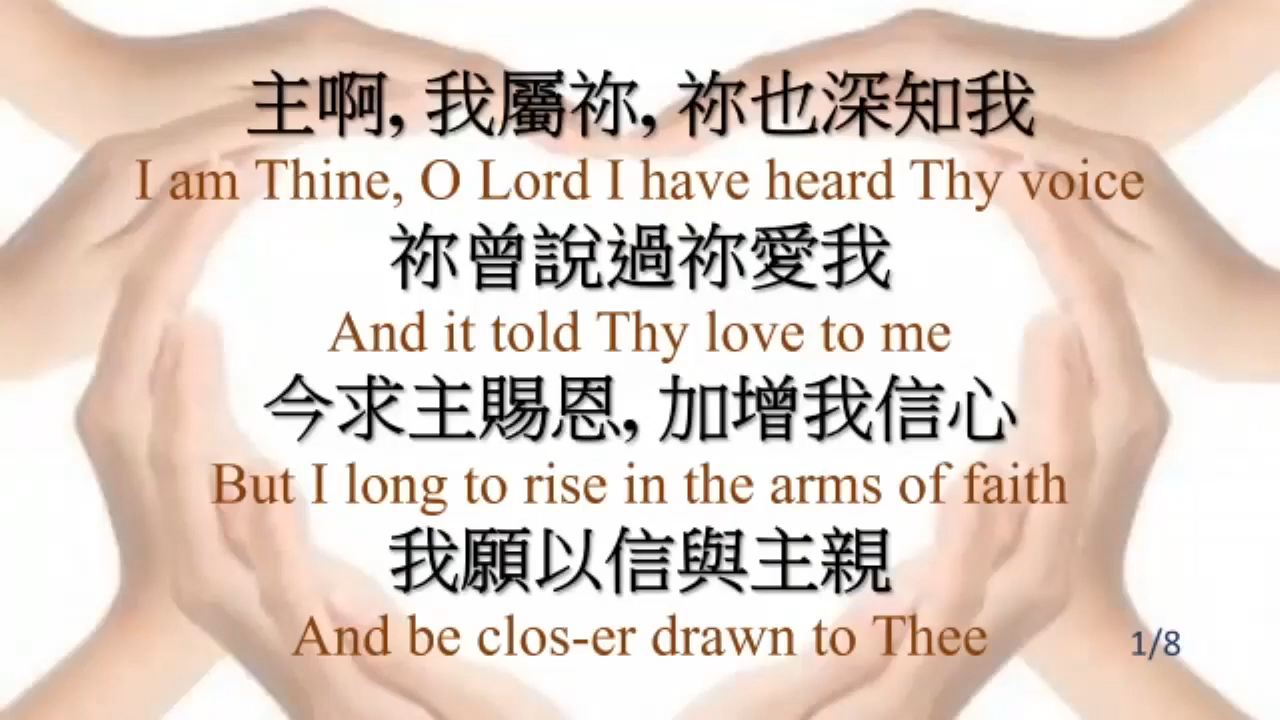 主啊, 我屬祢, 祢也深知我
I am Thine, O Lord I have heard Thy voice
祢曾說過祢愛我
And it told Thy love to me
今求主賜恩, 加增我信心
But I long to rise in the arms of faith
我願以信與主親
And be clos-er drawn to Thee
1/8